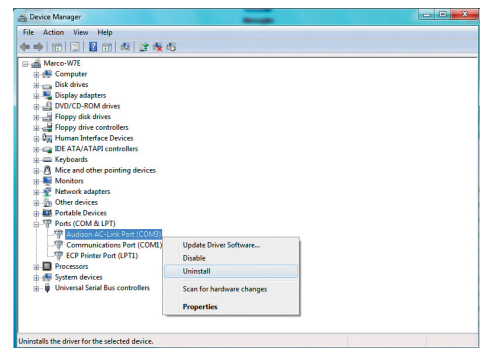 Device Manager
File Action View Help
Marco-W7E
Computer
Disk drives
Display adapters
DVD/CD-ROM drives
Floppy disk drives
Floppy drive controllers
Human Interface Devices
IDE ATA/ATAPI controllers
Keyboards
Mice and other pointing devices
Monitors
Network adapters
Other devices
Portable Devices
Ports (COM & LPT)
Audison AC-Link Port (COM3)
Communications Port (COM1)
ECP Printer Port (LPT1)
Processors
System devices
Universal Serial Bus controllers
Update Driver Software...
Disable
Uninstall
Scan for hardware changes
Properties
Uninstalls the driver for the selected device.